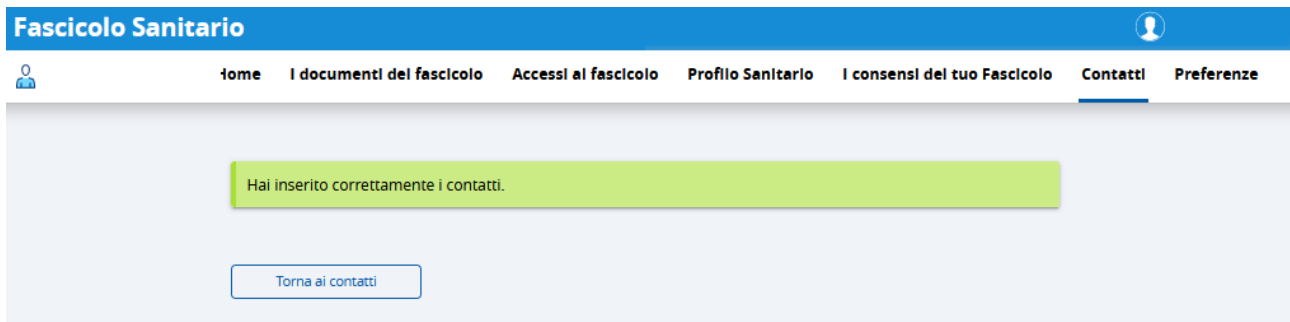 Fascicolo Sanitario
Home I documenti del fascicolo Accessi al fascicolo Profilo Sanitario I consensi del tuo Fascicolo Contatti Preferenze
Hai inserito correttamente i contatti.
Torna ai contatti